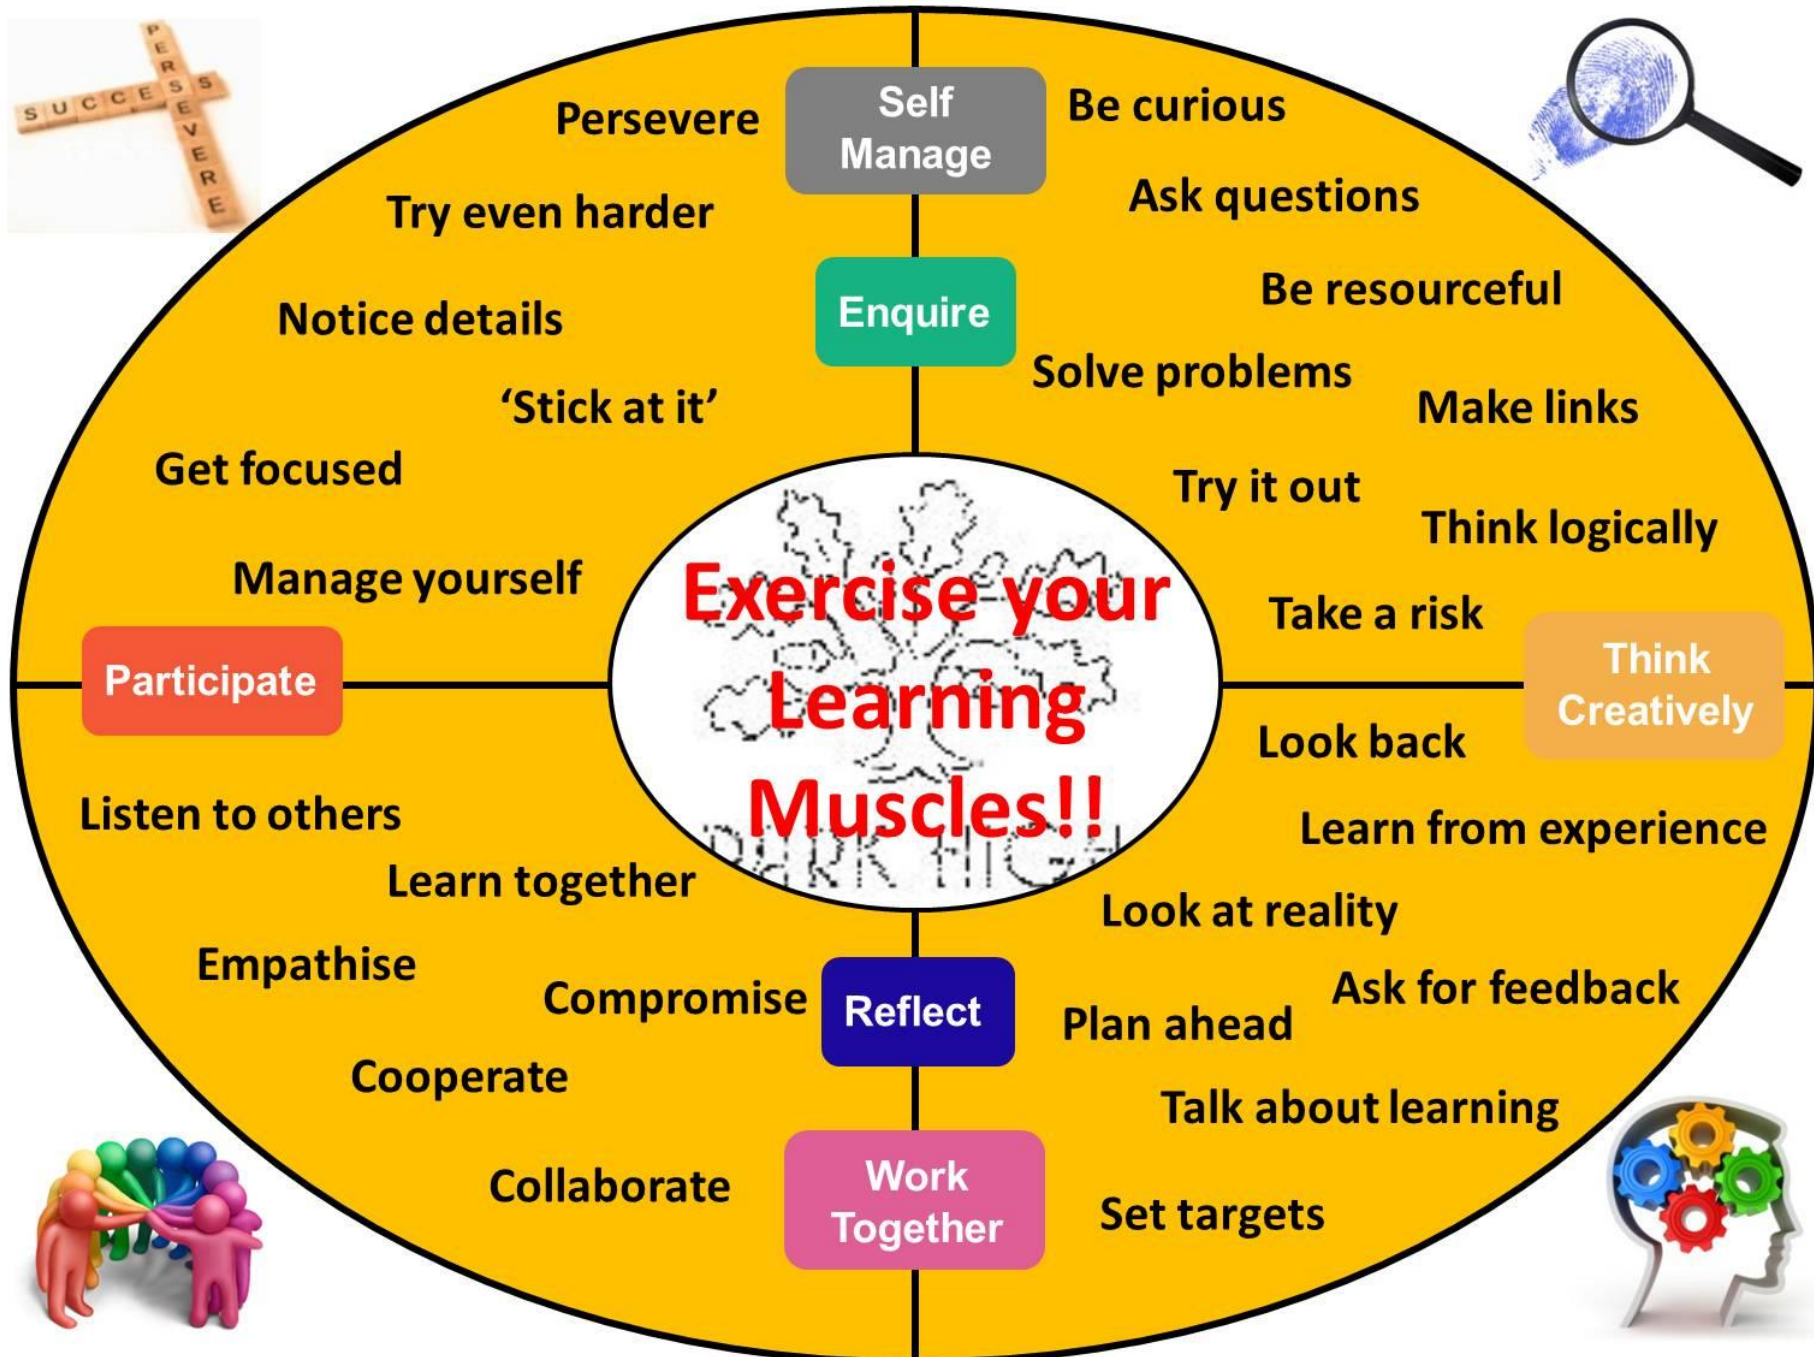 PERSEVERE
SUCCESS
Persevere
Try even harder
Notice details
‘Stick at it’
Get focused
Manage yourself
Self
Manage
Enquire
Be curious
Ask questions
Be resourceful
Solve problems
Make links
Try it out
Think logically
Take a risk
Participate
Exercise your
Learning
Muscles!!
PARK HIGH
Think
Creatively
Listen to others
Learn together
Empathise
Compromise
Cooperate
Collaborate
Reflect
Work
Together
Look back
Learn from experience
Look at reality
Ask for feedback
Plan ahead
Talk about learning
Set targets